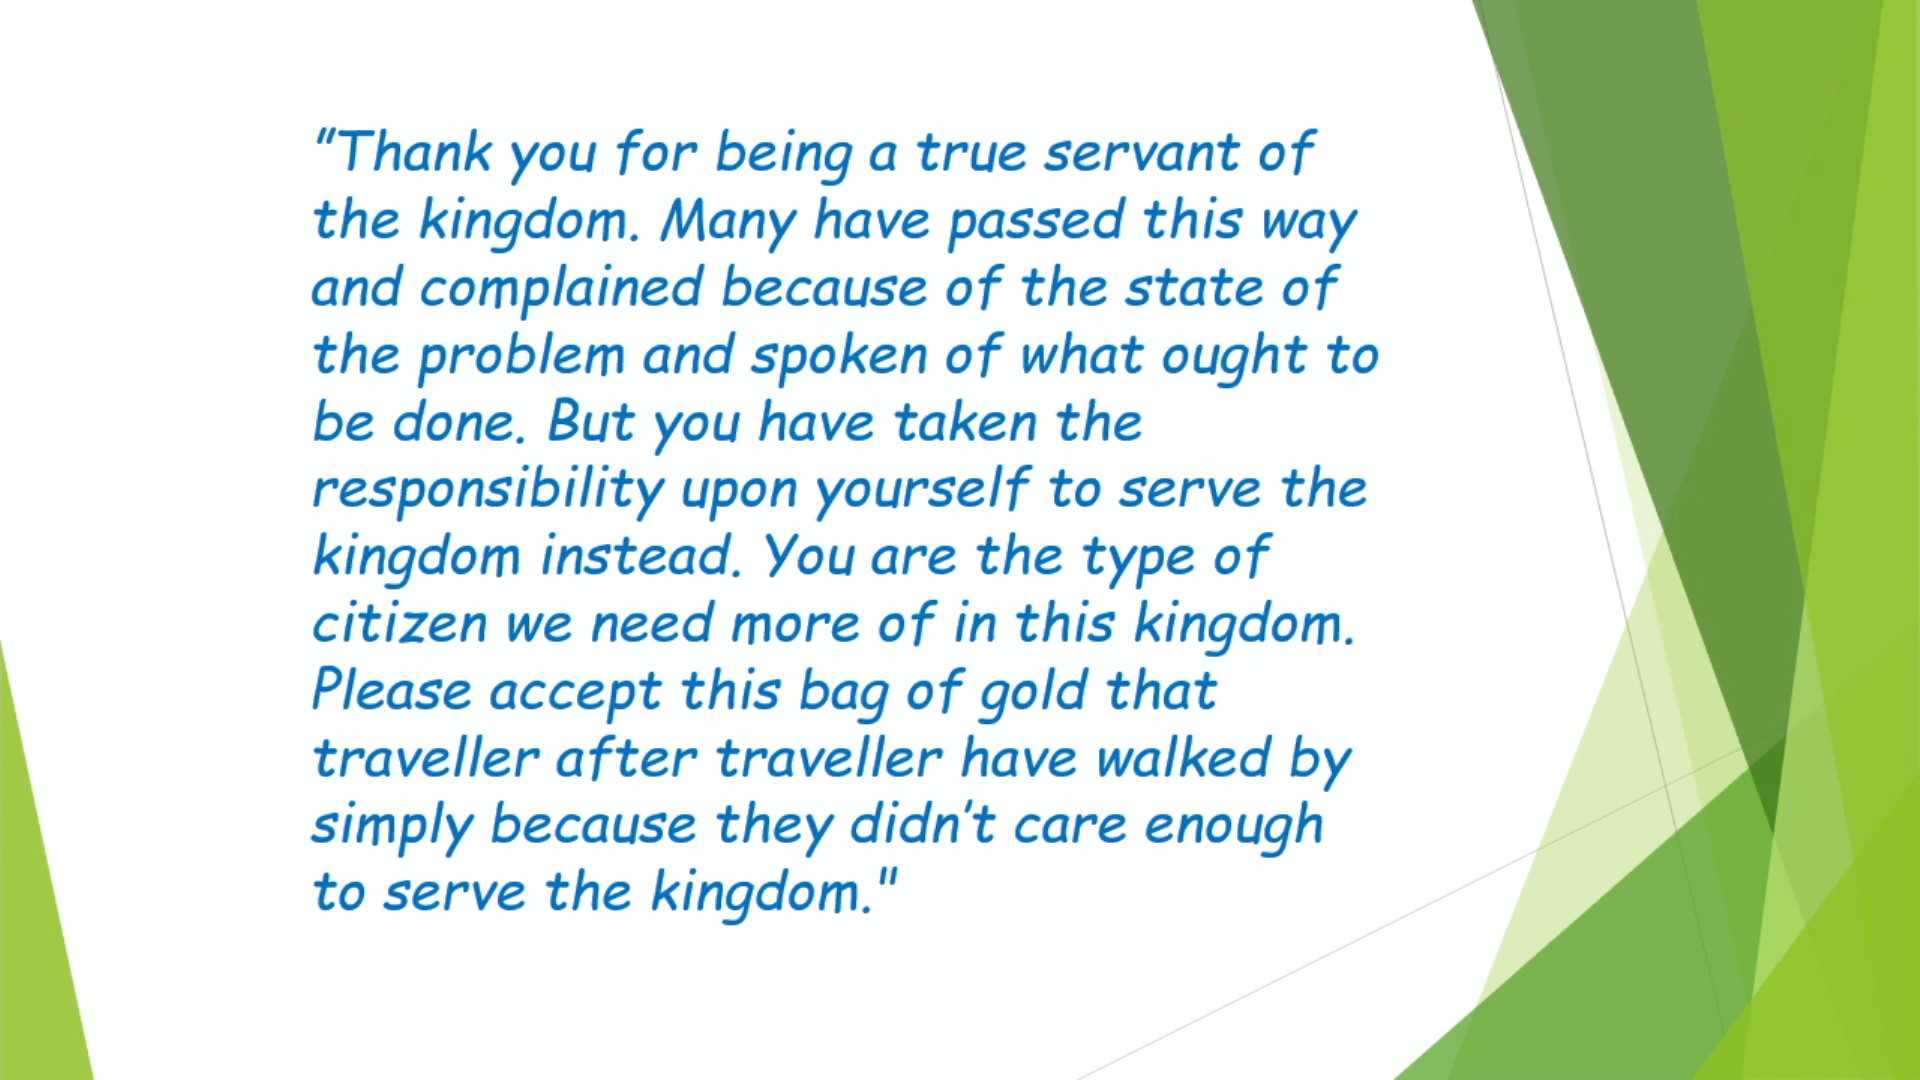 "Thank you for being a true servant of
the kingdom. Many have passed this way
and complained because of the state of
the problem and spoken of what ought to
be done. But you have taken the
responsibility upon yourself to serve the
kingdom instead. You are the type of
citizen we need more of in this kingdom.
Please accept this bag of gold that
traveller after traveller have walked by
simply because they didn't care enough
to serve the kingdom."